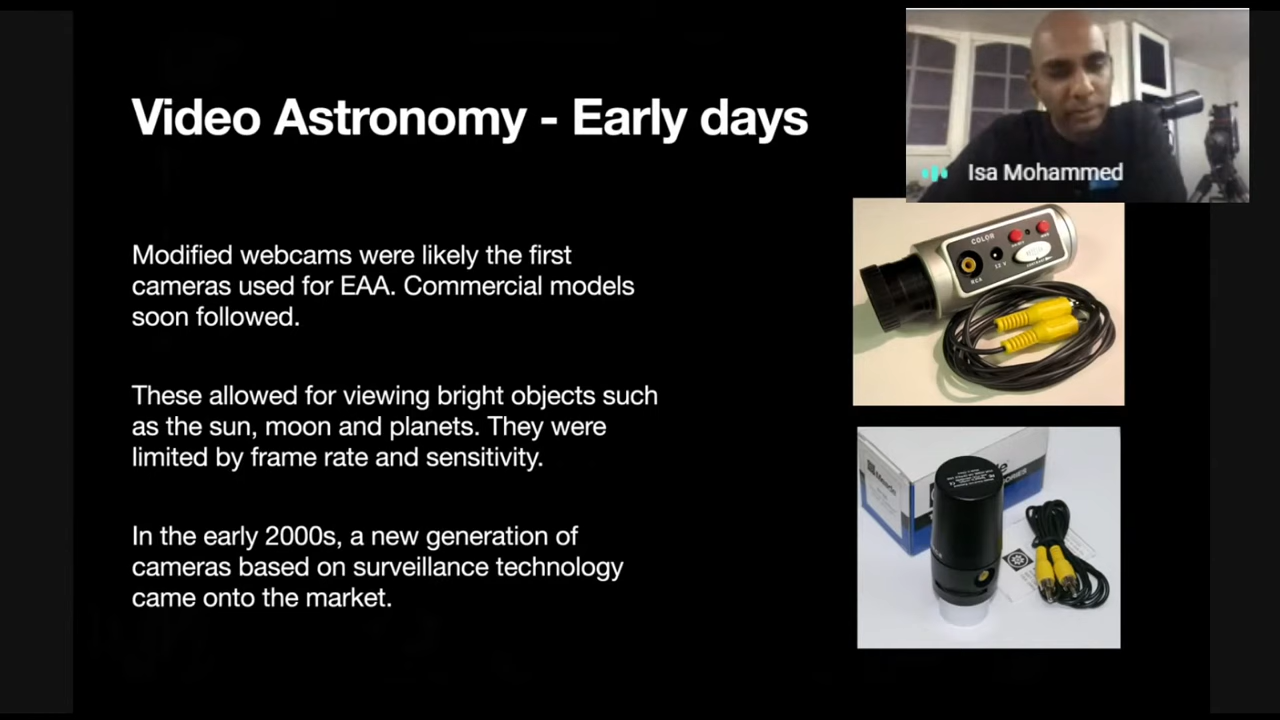 Video Astronomy - Early days
Isa Mohammed
Modified webcams were likely the first
cameras used for EAA. Commercial models
soon followed.
These allowed for viewing bright objects such
as the sun, moon and planets. They were
limited by frame rate and sensitivity.
In the early 2000s, a new generation of
cameras based on surveillance technology
came onto the market.
COLOR
RCA
12 V